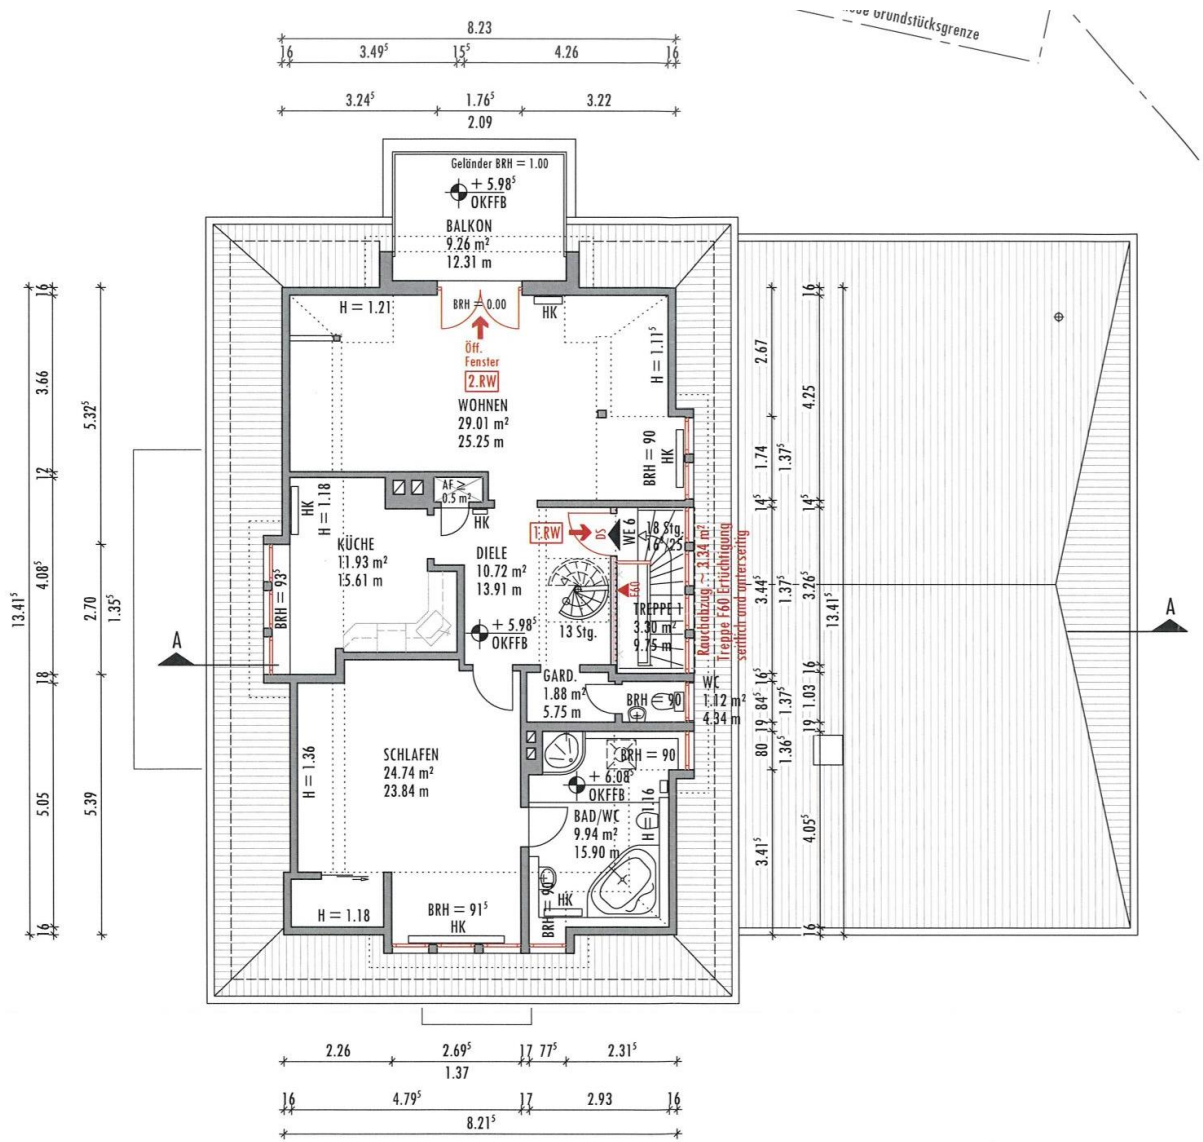 Grundstücksgrenze
8.23
16 3.49⁵ 15⁵ 4.26 16
3.24⁵ 1.76⁵ 3.22
2.09
Geländer BRH = 1.00
+ 5.98⁵
OKFFB
BALKON
9.26 m²
12.31 m
H = 1.21
BRH = 0.00
HK
H = 1.11⁵
Öff.
Fenster
2.RW
WOHNEN
29.01 m²
25.25 m
BRH = 90
HK
AF ≥
0.5 m²
HK
HK
H = 1.18
KÜCHE
11.93 m²
15.61 m
BRH = 93⁵
DIELE
10.72 m²
13.91 m
+ 5.98⁵
OKFFB
1.RW
DS
WE 6
18 Stg.
16⁴/25
F60
TREPPE 1
3.30 m²
9.75 m
Rauchabzug ~ 3.34 m²
Treppe F60 Ertüchtigung
seitlich und unterseitig
13 Stg.
GARD.
1.88 m²
5.75 m
WC
1.12 m²
4.34 m
BRH = 90
A
A
SCHLAFEN
24.74 m²
23.84 m
H = 1.36
BRH = 90
+ 6.08⁵
OKFFB
BAD/WC
9.94 m²
15.90 m
H = 1.16
H = 1.18
BRH = 91⁵
HK
BRH = 90
HK
13.41⁵
16 3.66 12 4.08⁵ 18 5.05 16
5.32⁵ 2.70 5.39
1.35⁵
2.67 1.74 14⁵ 3.44⁵ 16⁵ 84⁵ 19 80 3.41⁵
1.37⁵ 1.37⁵ 1.37⁵ 1.36⁵
16 4.25 14⁵ 3.26⁵ 16 1.03 19 4.05⁵ 16
13.41⁵
2.26 2.69⁵ 17 77⁵ 2.31⁵
1.37
16 4.79⁵ 17 2.93 16
8.21⁵